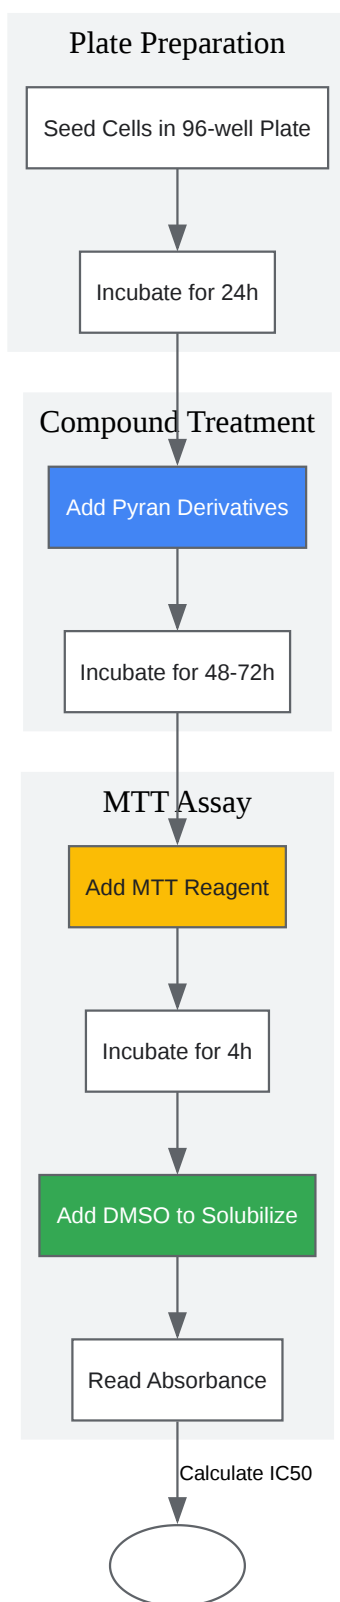 Plate Preparation
Seed Cells in 96-well Plate
Incubate for 24h
Compound Treatment
Add Pyran Derivatives
Incubate for 48-72h
MTT Assay
Add MTT Reagent
Incubate for 4h
Add DMSO to Solubilize
Read Absorbance
Calculate IC50